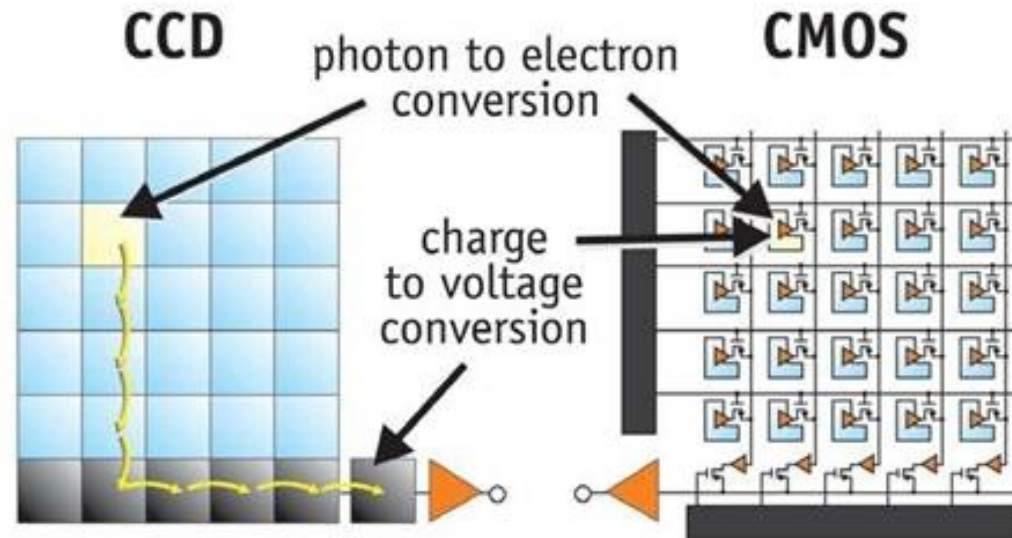 CCD
photon to electron
conversion
CMOS
charge
to voltage
conversion